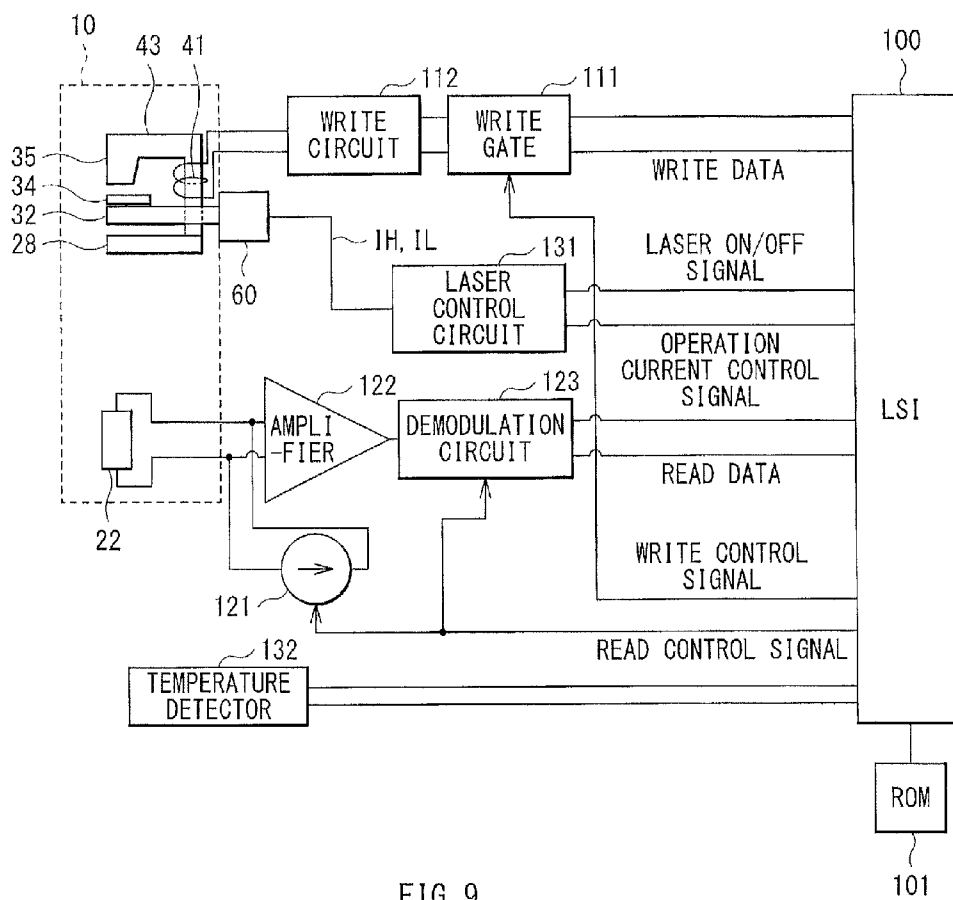 10
43
41
112
111
100
WRITE
CIRCUIT
WRITE
GATE
35
34
32
28
WRITE DATA
60
IH, IL
131
LASER ON/OFF
SIGNAL
LASER
CONTROL
CIRCUIT
OPERATION
CURRENT CONTROL
SIGNAL
LSI
122
123
AMPLI
-FIER
DEMODULATION
CIRCUIT
READ DATA
22
WRITE CONTROL
SIGNAL
121
READ CONTROL SIGNAL
132
TEMPERATURE
DETECTOR
ROM
101
FIG. 9